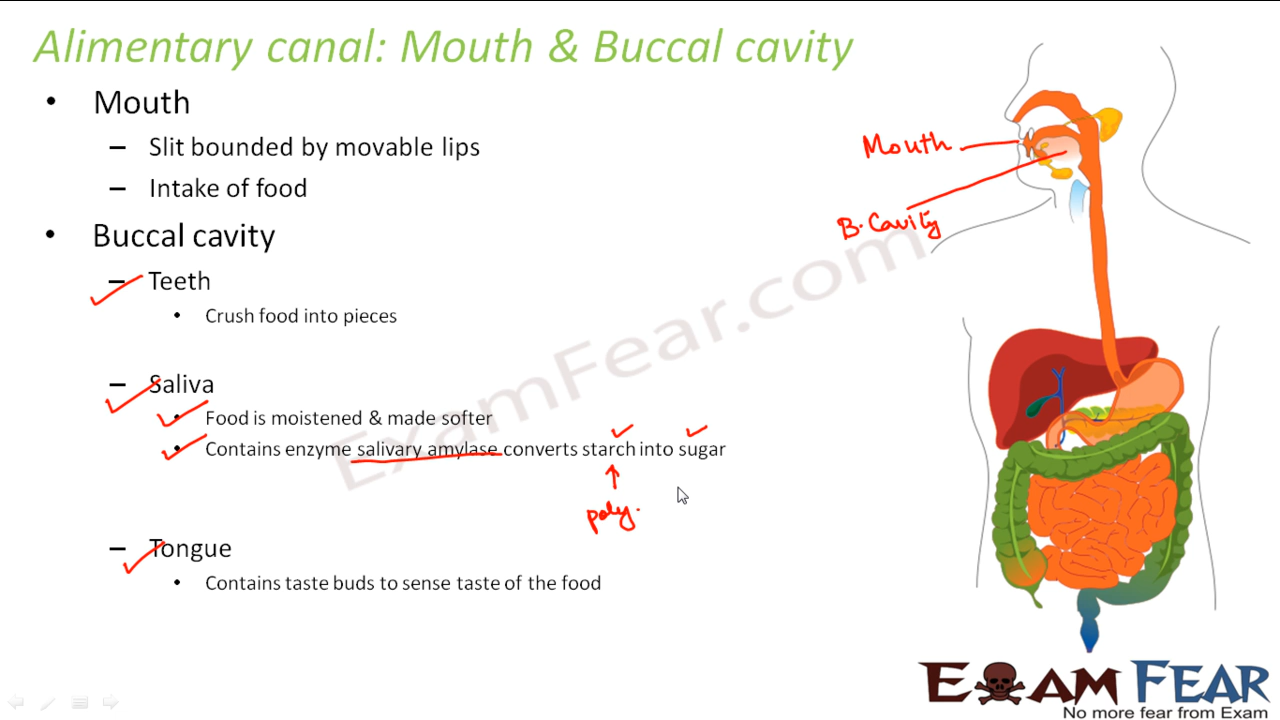 Alimentary canal: Mouth & Buccal cavity
• Mouth
– Slit bounded by movable lips
– Intake of food
• Buccal cavity
– Teeth
• Crush food into pieces
– Saliva
• Food is moistened & made softer
• Contains enzyme salivary amylase converts starch into sugar
poly.
– Tongue
• Contains taste buds to sense taste of the food
Mouth
B. Cavity
ExamFear.com
EXAM FEAR
No more fear from Exam